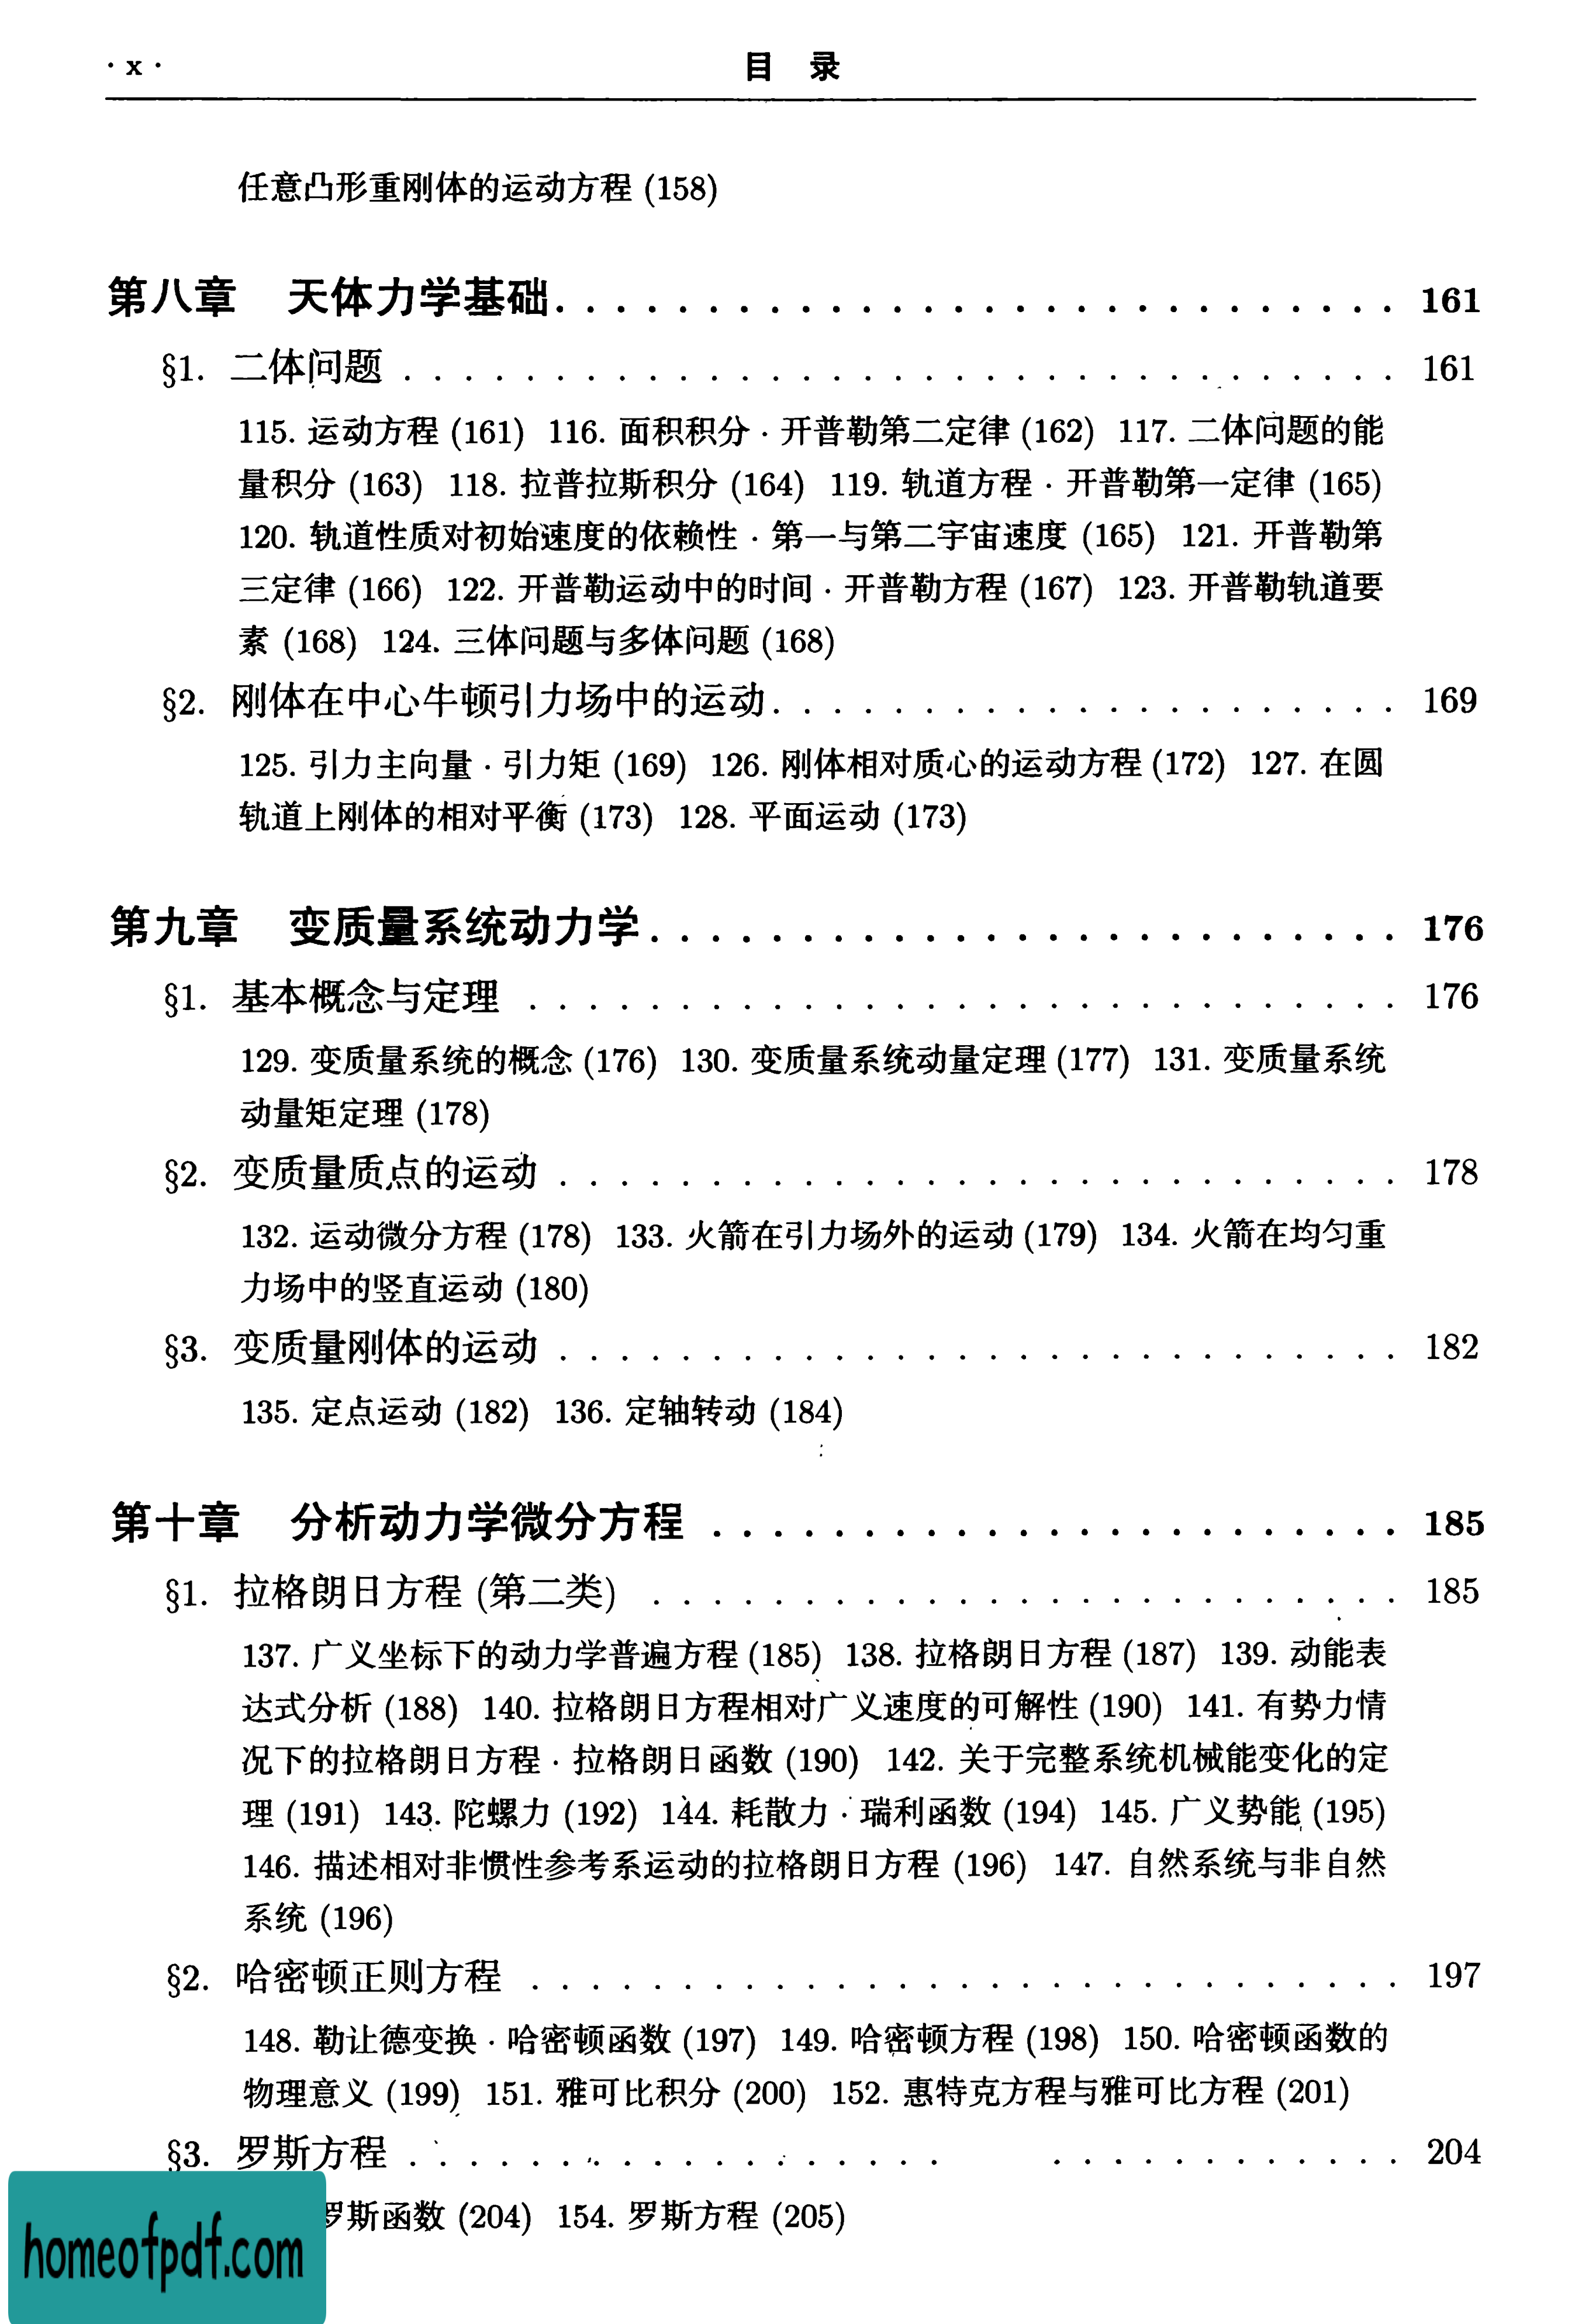 · x ·
目 录
任意凸形重刚体的运动方程 (158)
第八章 天体力学基础. . . . . . . . . . . . . . . . . . . . . . . . . . . . 161
§1. 二体问题 . . . . . . . . . . . . . . . . . . . . . . . . . . . . . . . . . 161
115. 运动方程 (161) 116. 面积积分 · 开普勒第二定律 (162) 117. 二体问题的能
量积分 (163) 118. 拉普拉斯积分 (164) 119. 轨道方程 · 开普勒第一定律 (165)
120. 轨道性质对初始速度的依赖性 · 第一与第二宇宙速度 (165) 121. 开普勒第
三定律 (166) 122. 开普勒运动中的时间 · 开普勒方程 (167) 123. 开普勒轨道要
素 (168) 124. 三体问题与多体问题 (168)
§2. 刚体在中心牛顿引力场中的运动. . . . . . . . . . . . . . . . . . . . . 169
125. 引力主向量 · 引力矩 (169) 126. 刚体相对质心的运动方程 (172) 127. 在圆
轨道上刚体的相对平衡 (173) 128. 平面运动 (173)
第九章 变质量系统动力学. . . . . . . . . . . . . . . . . . . . . . . . . 176
§1. 基本概念与定理 . . . . . . . . . . . . . . . . . . . . . . . . . . . . . 176
129. 变质量系统的概念 (176) 130. 变质量系统动量定理 (177) 131. 变质量系统
动量矩定理 (178)
§2. 变质量质点的运动 . . . . . . . . . . . . . . . . . . . . . . . . . . . . 178
132. 运动微分方程 (178) 133. 火箭在引力场外的运动 (179) 134. 火箭在均匀重
力场中的竖直运动 (180)
§3. 变质量刚体的运动 . . . . . . . . . . . . . . . . . . . . . . . . . . . . 182
135. 定点运动 (182) 136. 定轴转动 (184)
第十章 分析动力学微分方程 . . . . . . . . . . . . . . . . . . . . . . . 185
§1. 拉格朗日方程 (第二类) . . . . . . . . . . . . . . . . . . . . . . . . . 185
137. 广义坐标下的动力学普遍方程 (185) 138. 拉格朗日方程 (187) 139. 动能表
达式分析 (188) 140. 拉格朗日方程相对广义速度的可解性 (190) 141. 有势力情
况下的拉格朗日方程 · 拉格朗日函数 (190) 142. 关于完整系统机械能变化的定
理 (191) 143. 陀螺力 (192) 144. 耗散力 · 瑞利函数 (194) 145. 广义势能 (195)
146. 描述相对非惯性参考系运动的拉格朗日方程 (196) 147. 自然系统与非自然
系统 (196)
§2. 哈密顿正则方程 . . . . . . . . . . . . . . . . . . . . . . . . . . . . . 197
148. 勒让德变换 · 哈密顿函数 (197) 149. 哈密顿方程 (198) 150. 哈密顿函数的
物理意义 (199) 151. 雅可比积分 (200) 152. 惠特克方程与雅可比方程 (201)
§3. 罗斯方程 . . . . . . . . . . . . . . . . . . . . . . . . . . . . . . 204
罗斯函数 (204) 154. 罗斯方程 (205)
homeofpdf.com